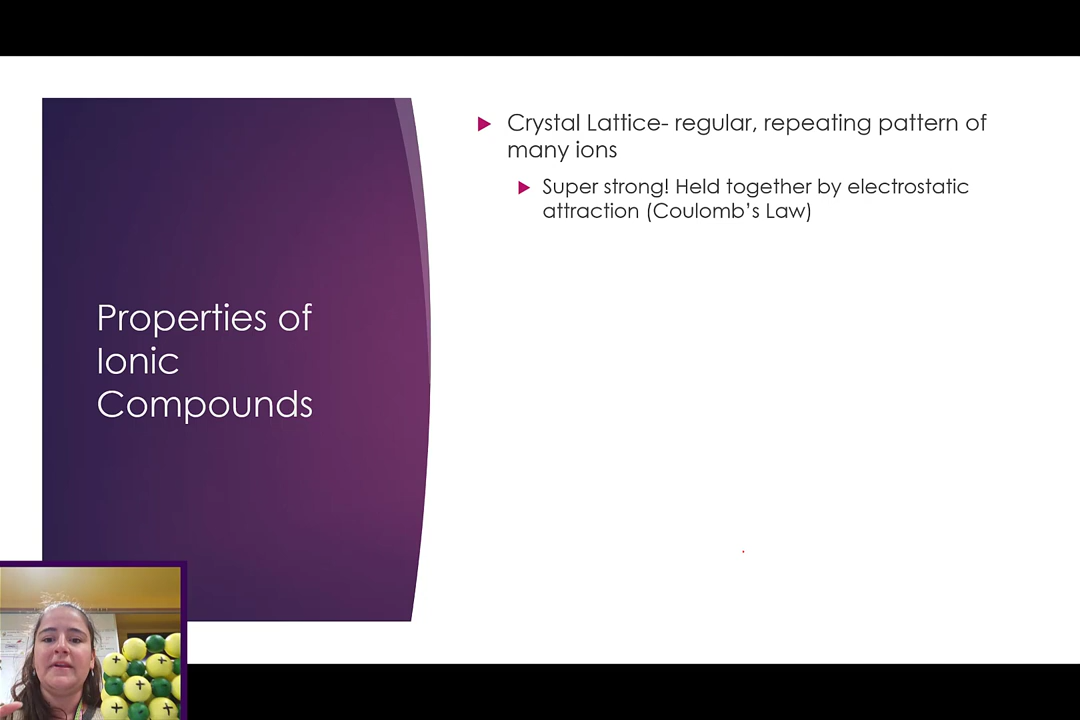 Crystal Lattice- regular, repeating pattern of
many ions
Super strong! Held together by electrostatic
attraction (Coulomb's Law)
Properties of
Ionic
Compounds
+
+
+
+
+